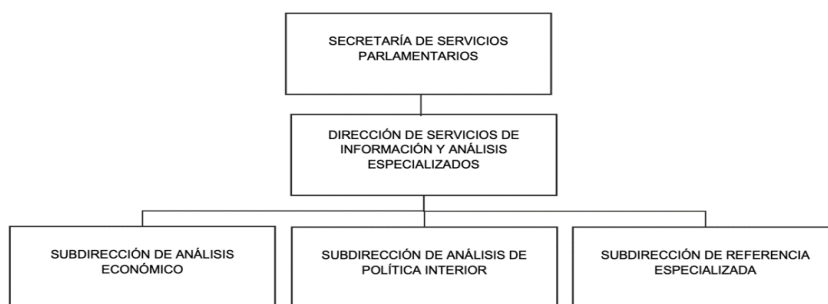 SECRETARÍA DE SERVICIOS
PARLAMENTARIOS
DIRECCIÓN DE SERVICIOS DE
INFORMACIÓN Y ANÁLISIS
ESPECIALIZADOS
SUBDIRECCIÓN DE ANÁLISIS
ECONÓMICO
SUBDIRECCIÓN DE ANÁLISIS DE
POLÍTICA INTERIOR
SUBDIRECCIÓN DE REFERENCIA
ESPECIALIZADA